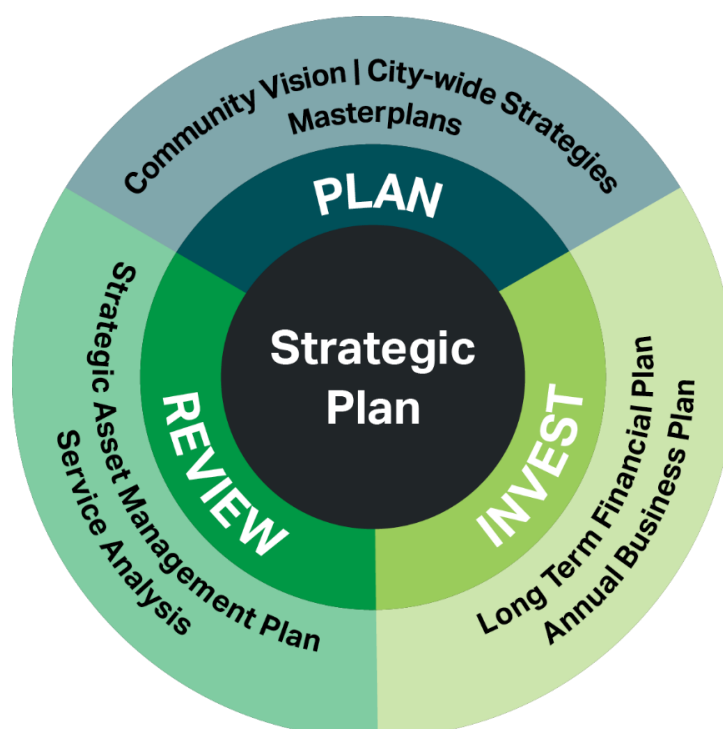 Community Vision | City-wide Strategies
Masterplans
PLAN
Strategic
Plan
INVEST
Long Term Financial Plan
Annual Business Plan
REVIEW
Strategic Asset Management Plan
Service Analysis